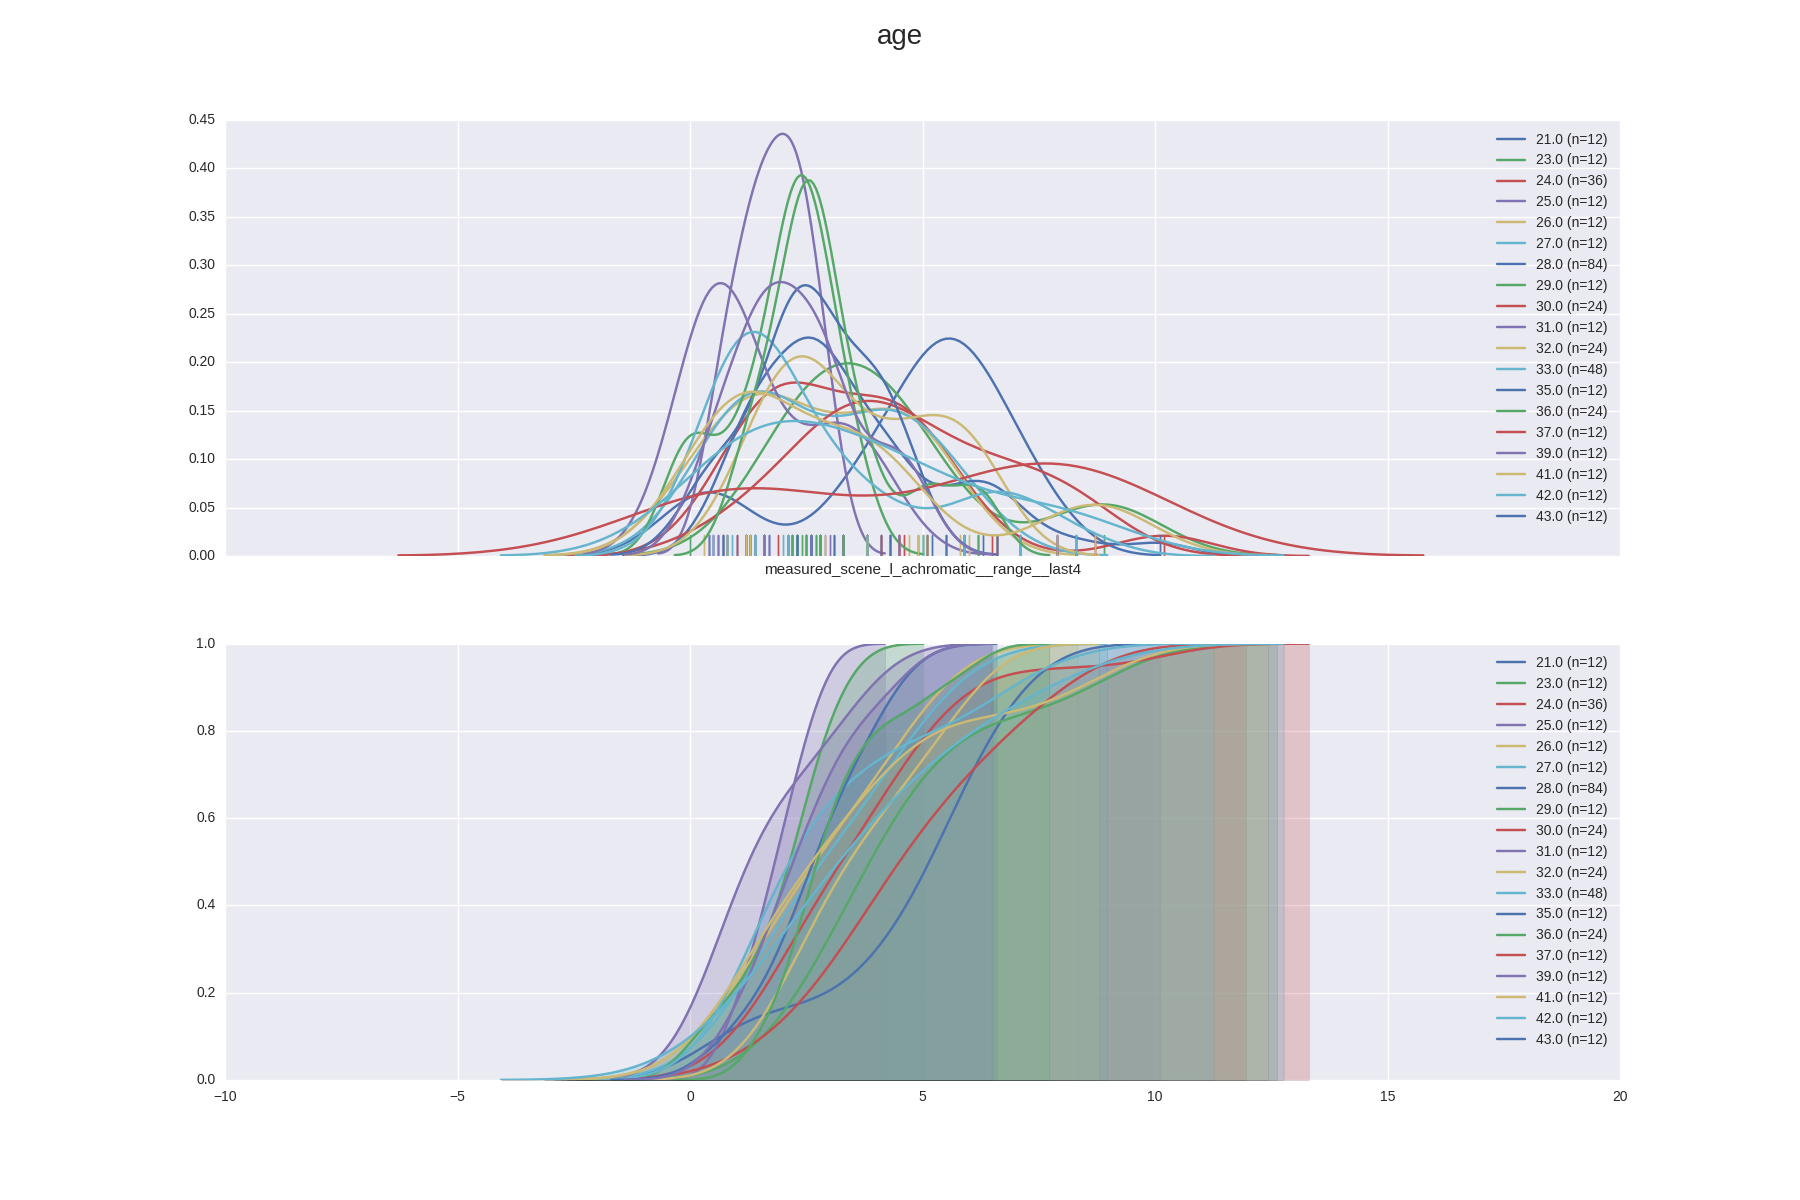 age
0.45
0.40
0.35
0.30
0.25
0.20
0.15
0.10
0.05
0.00
21.0 (n=12)
23.0 (n=12)
24.0 (n=36)
25.0 (n=12)
26.0 (n=12)
27.0 (n=12)
28.0 (n=84)
29.0 (n=12)
30.0 (n=24)
31.0 (n=12)
32.0 (n=24)
33.0 (n=48)
35.0 (n=12)
36.0 (n=24)
37.0 (n=12)
39.0 (n=12)
41.0 (n=12)
42.0 (n=12)
43.0 (n=12)
measured_scene_l_achromatic__range__last4
1.0
0.8
0.6
0.4
0.2
0.0
21.0 (n=12)
23.0 (n=12)
24.0 (n=36)
25.0 (n=12)
26.0 (n=12)
27.0 (n=12)
28.0 (n=84)
29.0 (n=12)
30.0 (n=24)
31.0 (n=12)
32.0 (n=24)
33.0 (n=48)
35.0 (n=12)
36.0 (n=24)
37.0 (n=12)
39.0 (n=12)
41.0 (n=12)
42.0 (n=12)
43.0 (n=12)
−10 −5 0 5 10 15 20